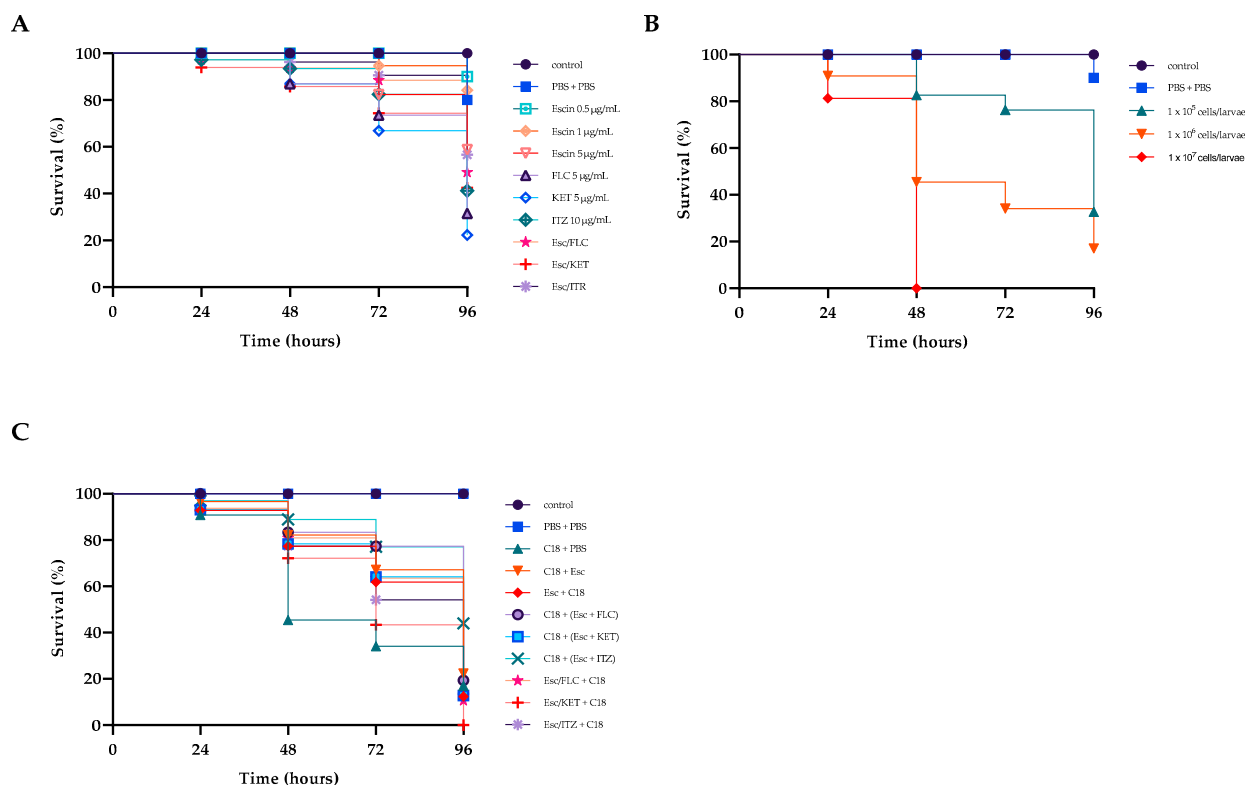 A
Survival (%)
100
80
60
40
20
0
0 24 48 72 96
Time (hours)
control
PBS + PBS
Escin 0.5 µg/mL
Escin 1 µg/mL
Escin 5 µg/mL
FLC 5 µg/mL
KET 5 µg/mL
ITZ 10 µg/mL
Esc/FLC
Esc/KET
Esc/ITR
B
Survival (%)
100
80
60
40
20
0
0 24 48 72 96
Time (hours)
control
PBS + PBS
1 x 10⁵ cells/larvae
1 x 10⁶ cells/larvae
1 x 10⁷ cells/larvae
C
Survival (%)
100
80
60
40
20
0
0 24 48 72 96
Time (hours)
control
PBS + PBS
C18 + PBS
C18 + Esc
Esc + C18
C18 + (Esc + FLC)
C18 + (Esc + KET)
C18 + (Esc + ITZ)
Esc/FLC + C18
Esc/KET + C18
Esc/ITZ + C18